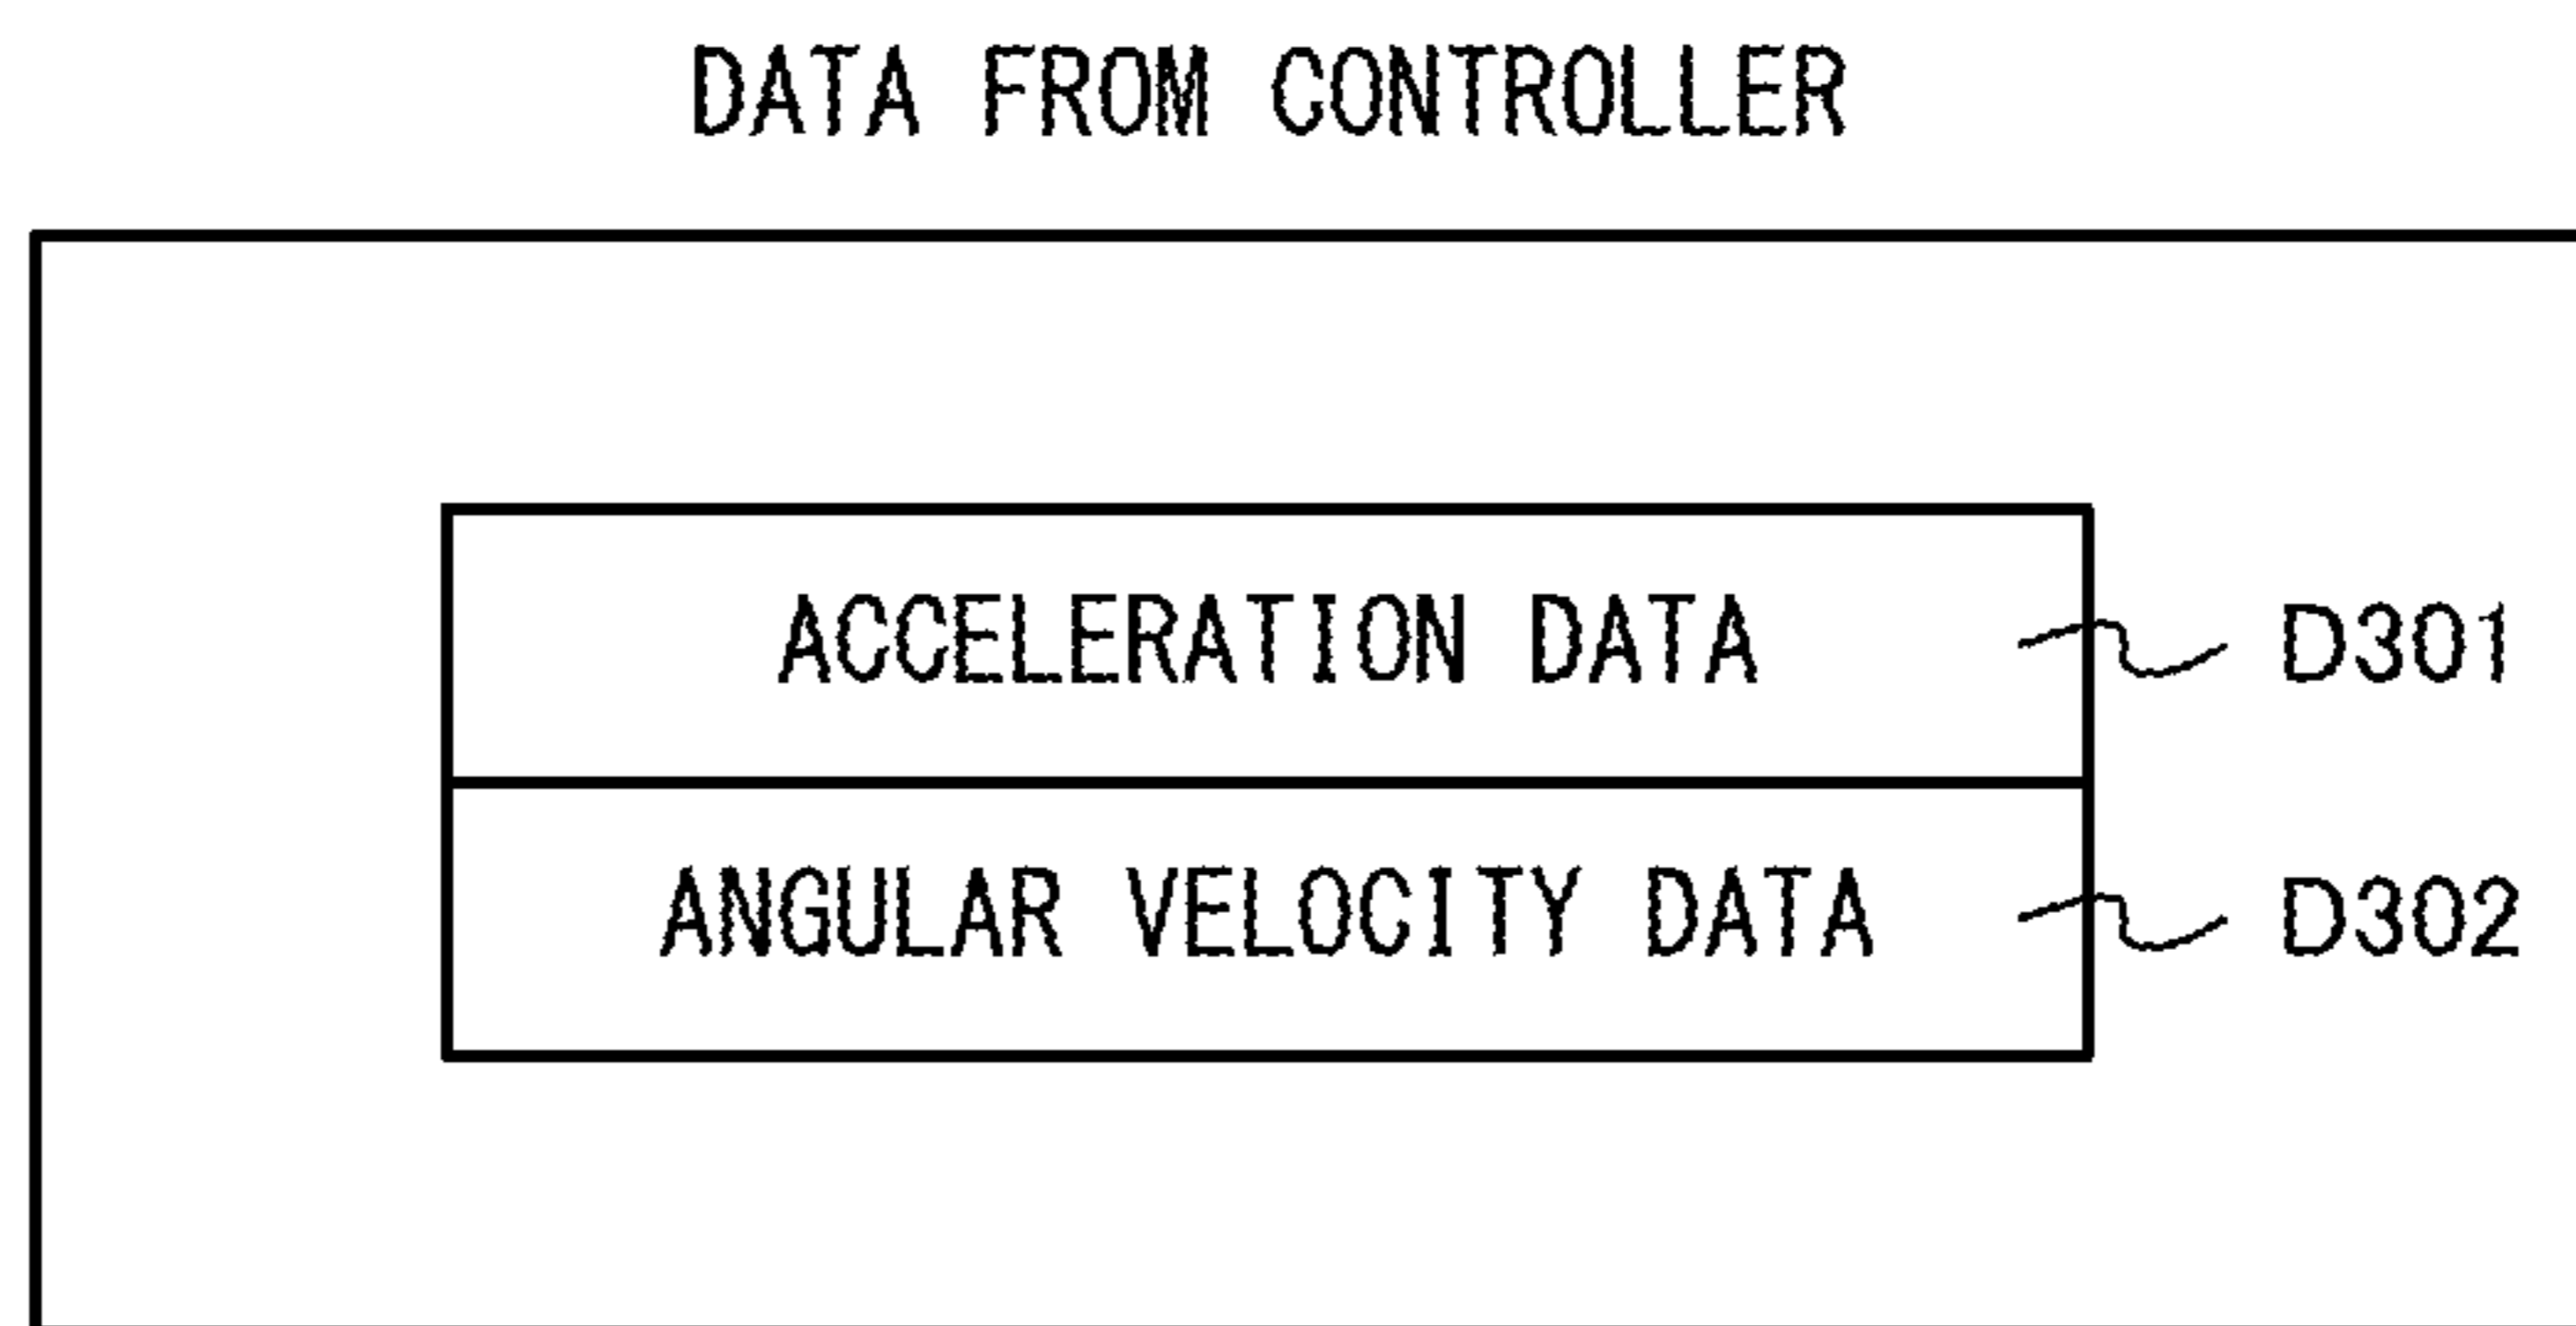 DATA FROM CONTROLLER
ACCELERATION DATA D301
ANGULAR VELOCITY DATA D302